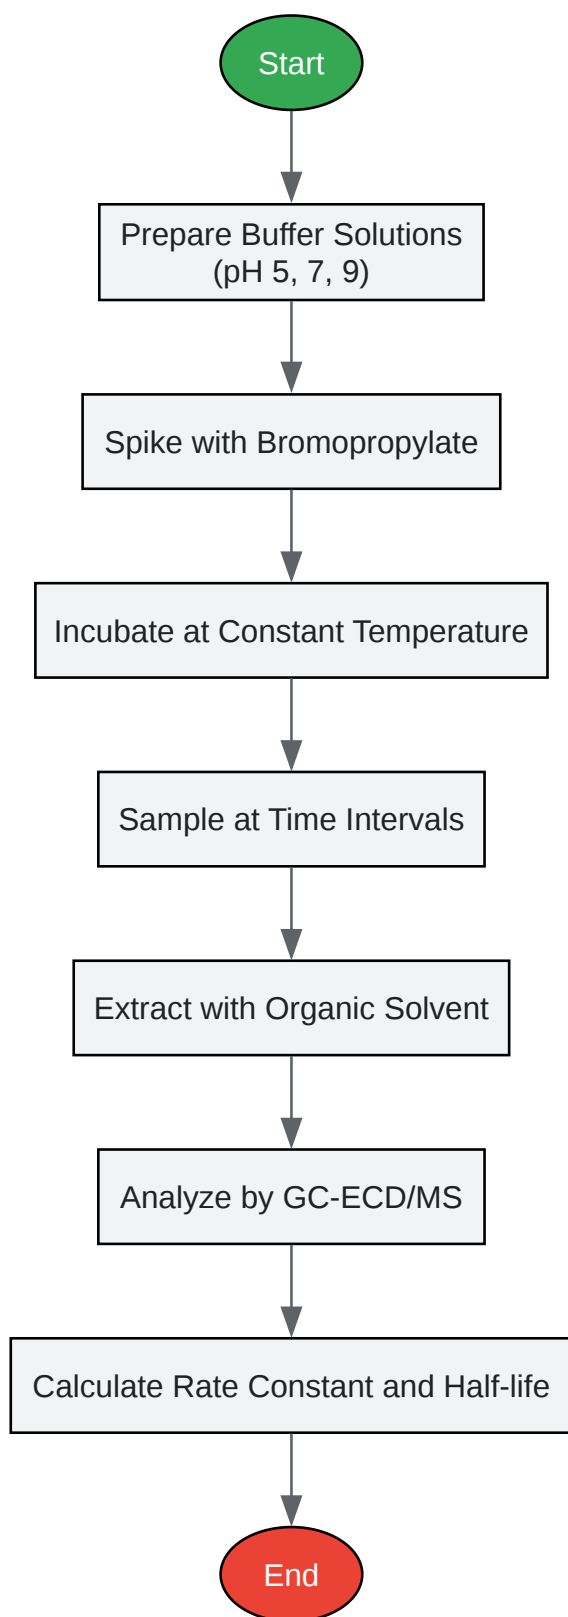 Start
Prepare Buffer Solutions
(pH 5, 7, 9)
Spike with Bromopropylate
Incubate at Constant Temperature
Sample at Time Intervals
Extract with Organic Solvent
Analyze by GC-ECD/MS
Calculate Rate Constant and Half-life
End